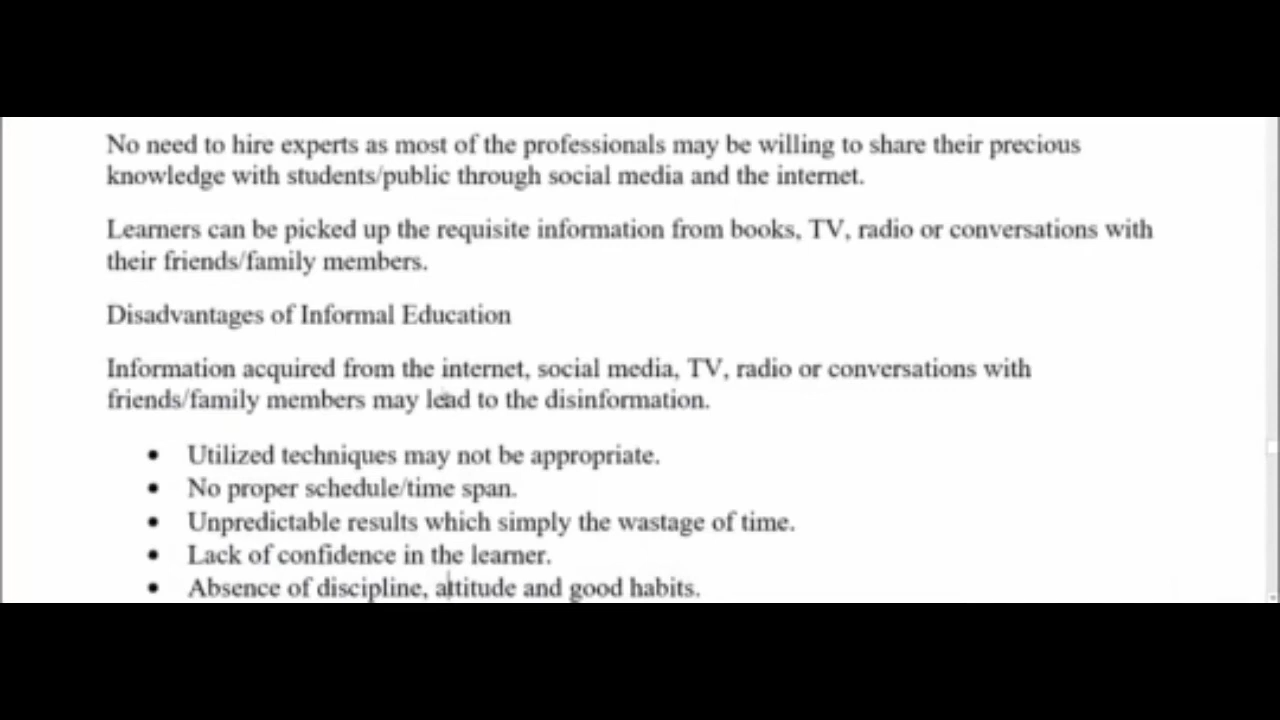 No need to hire experts as most of the professionals may be willing to share their precious
knowledge with students/public through social media and the internet.
Learners can be picked up the requisite information from books, TV, radio or conversations with
their friends/family members.
Disadvantages of Informal Education
Information acquired from the internet, social media, TV, radio or conversations with
friends/family members may lead to the disinformation.
• Utilized techniques may not be appropriate.
• No proper schedule/time span.
• Unpredictable results which simply the wastage of time.
• Lack of confidence in the learner.
• Absence of discipline, attitude and good habits.